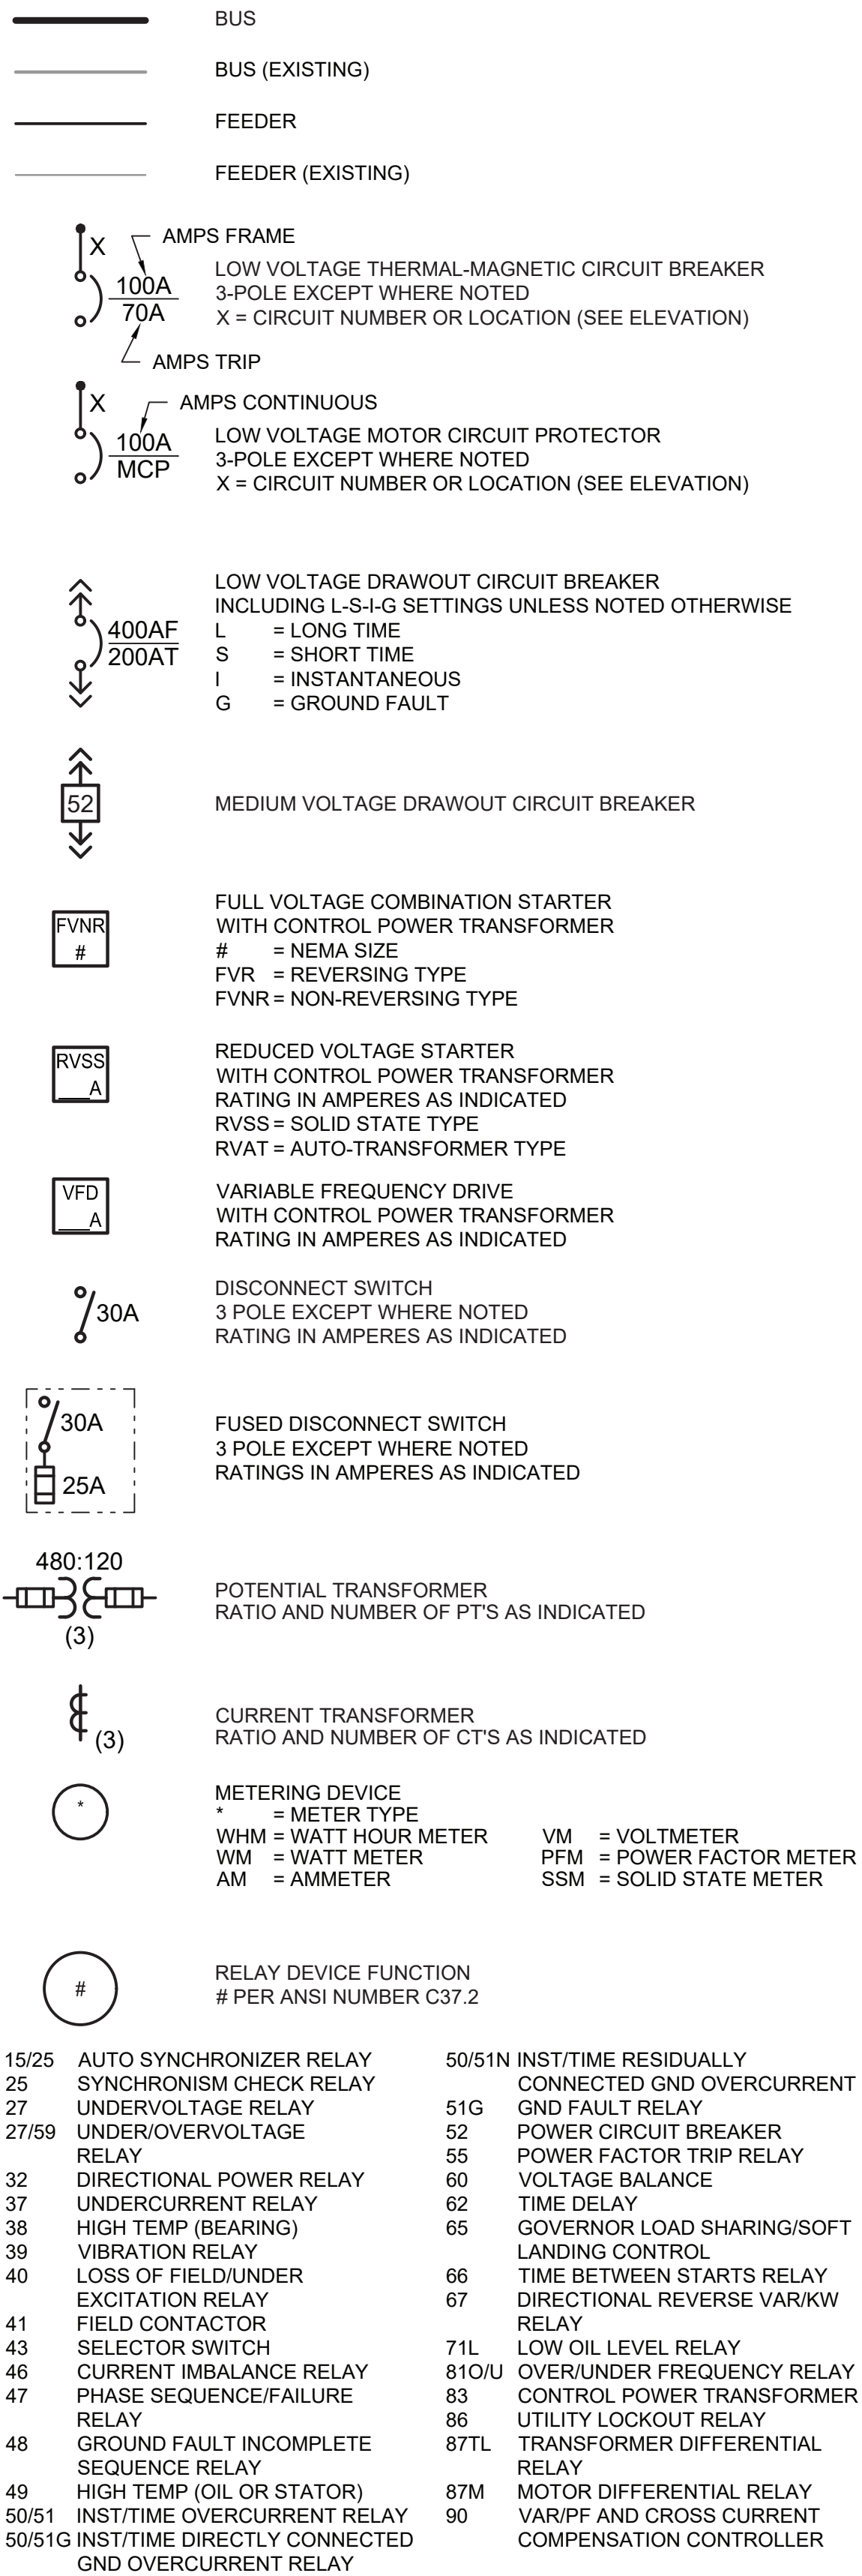 BUS
BUS (EXISTING)
FEEDER
FEEDER (EXISTING)
X
AMPS FRAME
100A
70A
AMPS TRIP
LOW VOLTAGE THERMAL-MAGNETIC CIRCUIT BREAKER
3-POLE EXCEPT WHERE NOTED
X = CIRCUIT NUMBER OR LOCATION (SEE ELEVATION)
X
AMPS CONTINUOUS
100A
MCP
LOW VOLTAGE MOTOR CIRCUIT PROTECTOR
3-POLE EXCEPT WHERE NOTED
X = CIRCUIT NUMBER OR LOCATION (SEE ELEVATION)
400AF
200AT
LOW VOLTAGE DRAWOUT CIRCUIT BREAKER
INCLUDING L-S-I-G SETTINGS UNLESS NOTED OTHERWISE
L = LONG TIME
S = SHORT TIME
I = INSTANTANEOUS
G = GROUND FAULT
52
MEDIUM VOLTAGE DRAWOUT CIRCUIT BREAKER
FVNR
#
FULL VOLTAGE COMBINATION STARTER
WITH CONTROL POWER TRANSFORMER
# = NEMA SIZE
FVR = REVERSING TYPE
FVNR = NON-REVERSING TYPE
RVSS
___A
REDUCED VOLTAGE STARTER
WITH CONTROL POWER TRANSFORMER
RATING IN AMPERES AS INDICATED
RVSS = SOLID STATE TYPE
RVAT = AUTO-TRANSFORMER TYPE
VFD
___A
VARIABLE FREQUENCY DRIVE
WITH CONTROL POWER TRANSFORMER
RATING IN AMPERES AS INDICATED
30A
DISCONNECT SWITCH
3 POLE EXCEPT WHERE NOTED
RATING IN AMPERES AS INDICATED
30A
25A
FUSED DISCONNECT SWITCH
3 POLE EXCEPT WHERE NOTED
RATINGS IN AMPERES AS INDICATED
480:120
(3)
POTENTIAL TRANSFORMER
RATIO AND NUMBER OF PT'S AS INDICATED
(3)
CURRENT TRANSFORMER
RATIO AND NUMBER OF CT'S AS INDICATED
*
METERING DEVICE
* = METER TYPE
WHM = WATT HOUR METER VM = VOLTMETER
WM = WATT METER PFM = POWER FACTOR METER
AM = AMMETER SSM = SOLID STATE METER
#
RELAY DEVICE FUNCTION
# PER ANSI NUMBER C37.2
15/25 AUTO SYNCHRONIZER RELAY
25 SYNCHRONISM CHECK RELAY
27 UNDERVOLTAGE RELAY
27/59 UNDER/OVERVOLTAGE
RELAY
32 DIRECTIONAL POWER RELAY
37 UNDERCURRENT RELAY
38 HIGH TEMP (BEARING)
39 VIBRATION RELAY
40 LOSS OF FIELD/UNDER
EXCITATION RELAY
41 FIELD CONTACTOR
43 SELECTOR SWITCH
46 CURRENT IMBALANCE RELAY
47 PHASE SEQUENCE/FAILURE
RELAY
48 GROUND FAULT INCOMPLETE
SEQUENCE RELAY
49 HIGH TEMP (OIL OR STATOR)
50/51 INST/TIME OVERCURRENT RELAY
50/51G INST/TIME DIRECTLY CONNECTED
GND OVERCURRENT RELAY
50/51N INST/TIME RESIDUALLY
CONNECTED GND OVERCURRENT
51G GND FAULT RELAY
52 POWER CIRCUIT BREAKER
55 POWER FACTOR TRIP RELAY
60 VOLTAGE BALANCE
62 TIME DELAY
65 GOVERNOR LOAD SHARING/SOFT
LANDING CONTROL
66 TIME BETWEEN STARTS RELAY
67 DIRECTIONAL REVERSE VAR/KW
RELAY
71L LOW OIL LEVEL RELAY
81O/U OVER/UNDER FREQUENCY RELAY
83 CONTROL POWER TRANSFORMER
86 UTILITY LOCKOUT RELAY
87TL TRANSFORMER DIFFERENTIAL
RELAY
87M MOTOR DIFFERENTIAL RELAY
90 VAR/PF AND CROSS CURRENT
COMPENSATION CONTROLLER